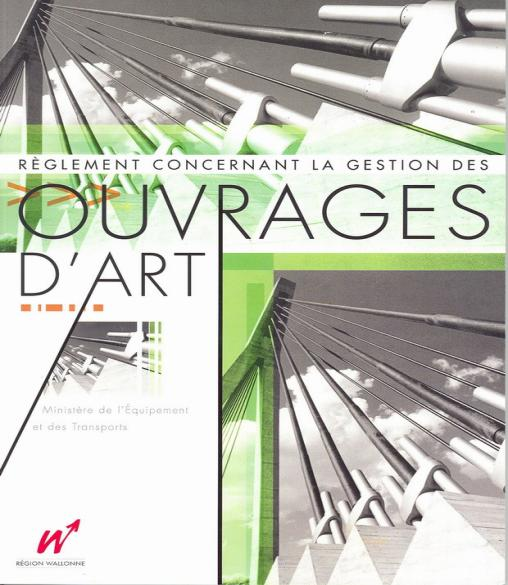 RÈGLEMENT CONCERNANT LA GESTION DES
OUVRAGES
D'ART
Ministère de l'Équipement
et des Transports
W
RÉGION WALLONNE